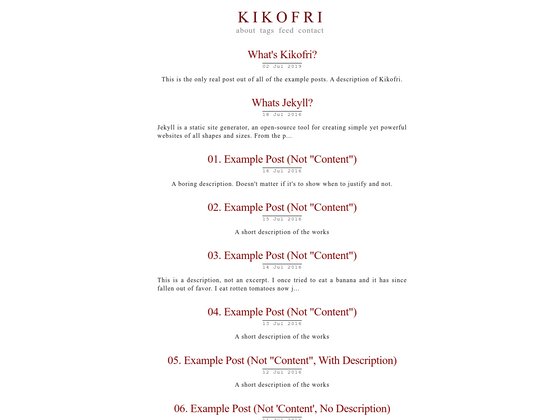 KIKOFRI
about tags feed contact
What's Kikofri?
02 Jul 2019
This is the only real post out of all of the example posts. A description of Kikofri.
Whats Jekyll?
16 Jul 2016
Jekyll is a static site generator, an open-source tool for creating simple yet powerful
websites of all shapes and sizes. From the p...
01. Example Post (Not "Content")
16 Jul 2016
A boring description. Doesn't matter if it's to show when to justify and not.
02. Example Post (Not "Content")
15 Jul 2016
A short description of the works
03. Example Post (Not "Content")
14 Jul 2016
This is a description, not an excerpt. I once tried to eat a banana and it has since
fallen out of favor. I eat rotten tomatoes now j...
04. Example Post (Not "Content")
13 Jul 2016
A short description of the works
05. Example Post (Not "Content", With Description)
12 Jul 2016
A short description of the works
06. Example Post (Not 'Content', No Description)